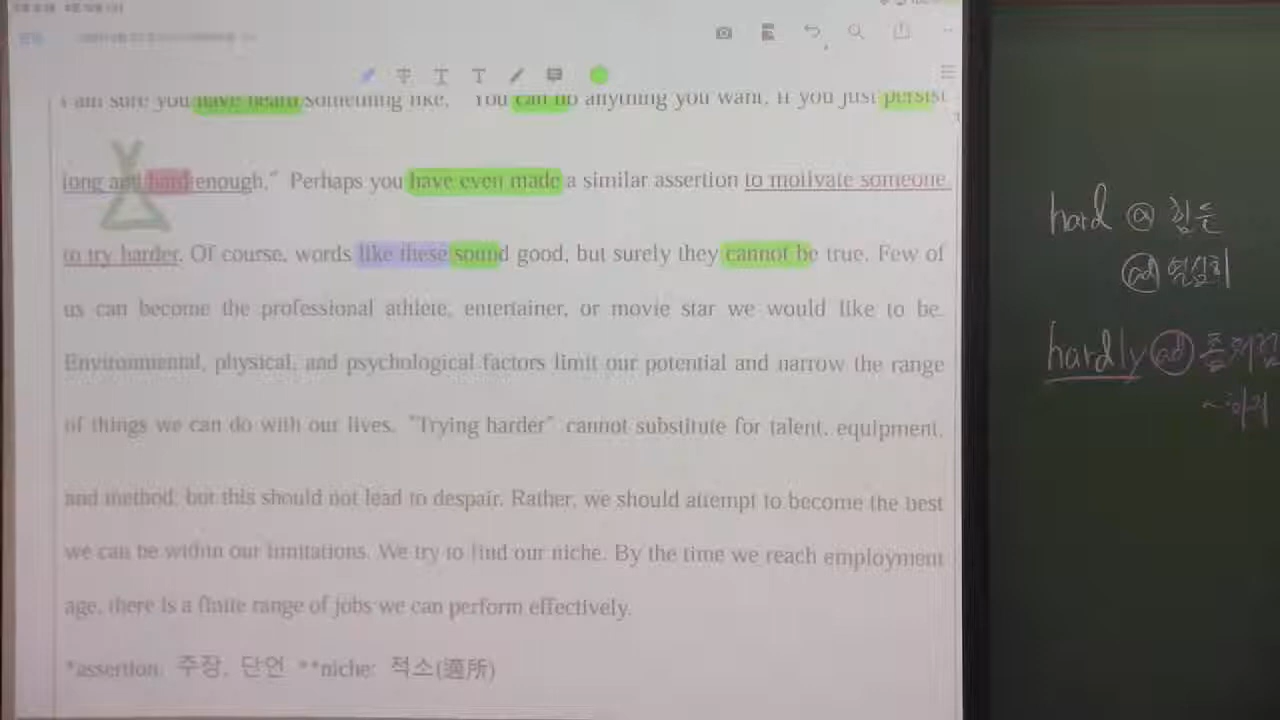 I am sure you have heard something like, "You can do anything you want, if you just persist
long and hard enough." Perhaps you have even made a similar assertion to motivate someone
to try harder. Of course, words like these sound good, but surely they cannot be true. Few of
us can become the professional athlete, entertainer, or movie star we would like to be.
Environmental, physical, and psychological factors limit our potential and narrow the range
of things we can do with our lives. "Trying harder" cannot substitute for talent, equipment,
and method, but this should not lead to despair. Rather, we should attempt to become the best
we can be within our limitations. We try to find our niche. By the time we reach employment
age, there is a finite range of jobs we can perform effectively.
*assertion: 주장, 단언 **niche: 적소(適所)
hard ⓐ 힘든
ad 열심히
hardly ad